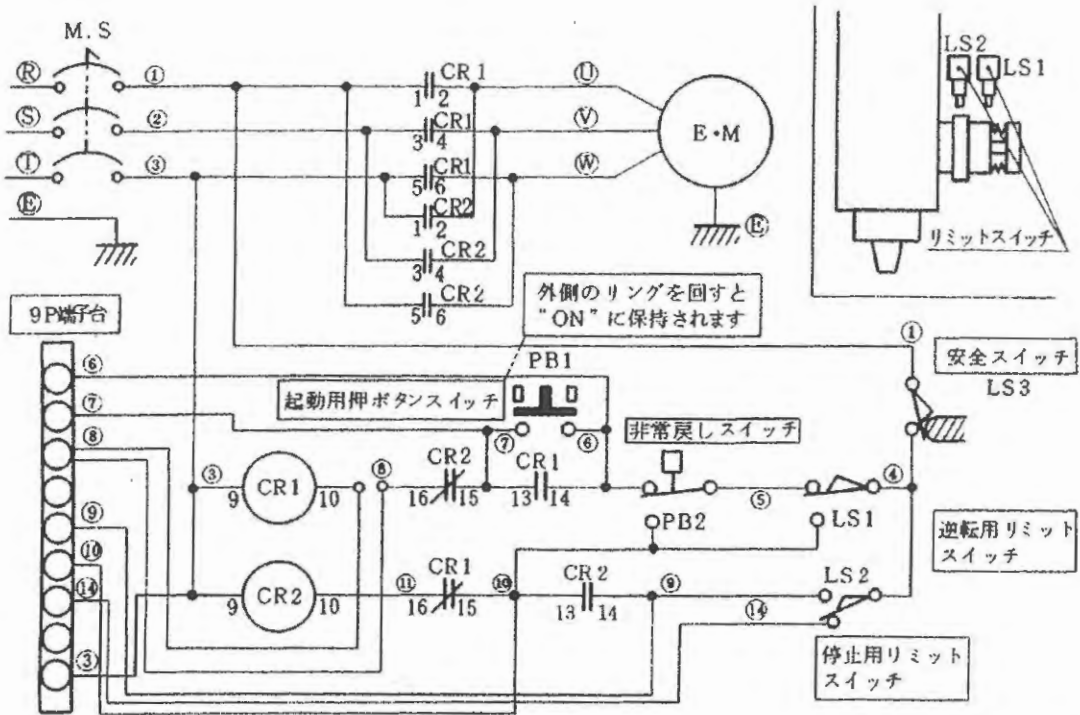 M.S
Ⓡ
①
CR1
1 2
Ⓤ
Ⓢ
②
CR1
3 4
Ⓥ
E・M
Ⓣ
③
CR1
5 6
Ⓦ
Ⓔ
CR2
1 2
CR2
3 4
CR2
5 6
Ⓔ
LS2
LS1
リミットスイッチ
9P端子台
外側のリングを回すと
"ON"に保持されます
PB1
起動用押ボタンスイッチ
①
安全スイッチ
LS3
⑥
⑦
⑧
⑨
⑩
⑭
③
⑦
⑥
非常戻しスイッチ
③
9
CR1
10
⑧
CR2
16 15
CR1
13 14
PB2
⑤
LS1
④
逆転用リミット
スイッチ
9
CR2
10
⑪
CR1
16 15
⑩
CR2
13 14
⑨
⑭
LS2
停止用リミット
スイッチ